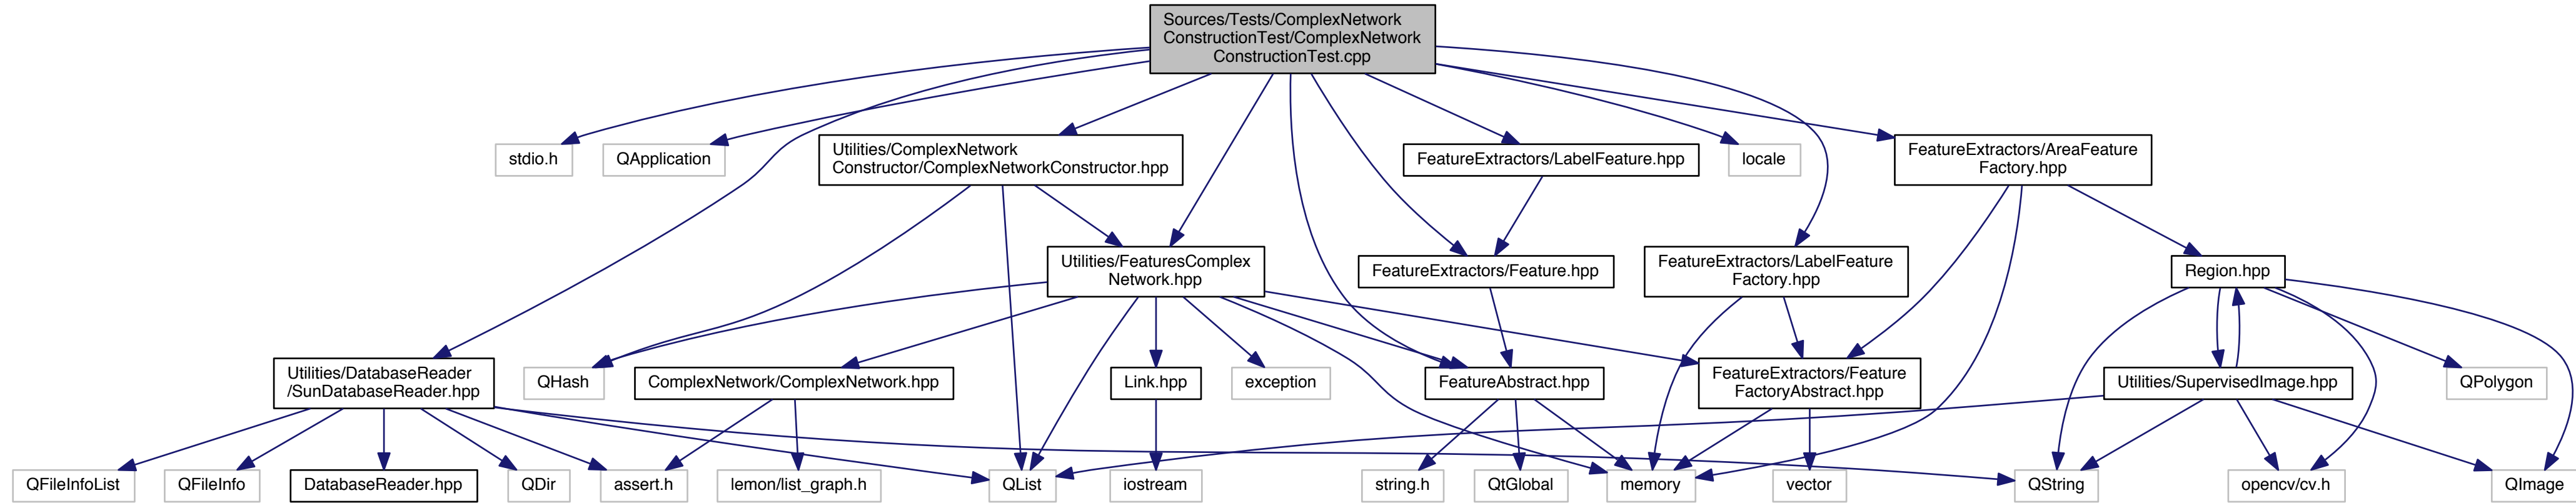 Sources/Tests/ComplexNetwork
ConstructionTest/ComplexNetwork
ConstructionTest.cpp
stdio.h
QApplication
Utilities/ComplexNetwork
Constructor/ComplexNetworkConstructor.hpp
FeatureExtractors/LabelFeature.hpp
locale
FeatureExtractors/AreaFeature
Factory.hpp
Utilities/FeaturesComplex
Network.hpp
FeatureExtractors/Feature.hpp
FeatureExtractors/LabelFeature
Factory.hpp
Region.hpp
Utilities/DatabaseReader
/SunDatabaseReader.hpp
QHash
ComplexNetwork/ComplexNetwork.hpp
Link.hpp
exception
FeatureAbstract.hpp
FeatureExtractors/Feature
FactoryAbstract.hpp
Utilities/SupervisedImage.hpp
QPolygon
QFileInfoList
QFileInfo
DatabaseReader.hpp
QDir
assert.h
lemon/list_graph.h
QList
iostream
string.h
QtGlobal
memory
vector
QString
opencv/cv.h
QImage